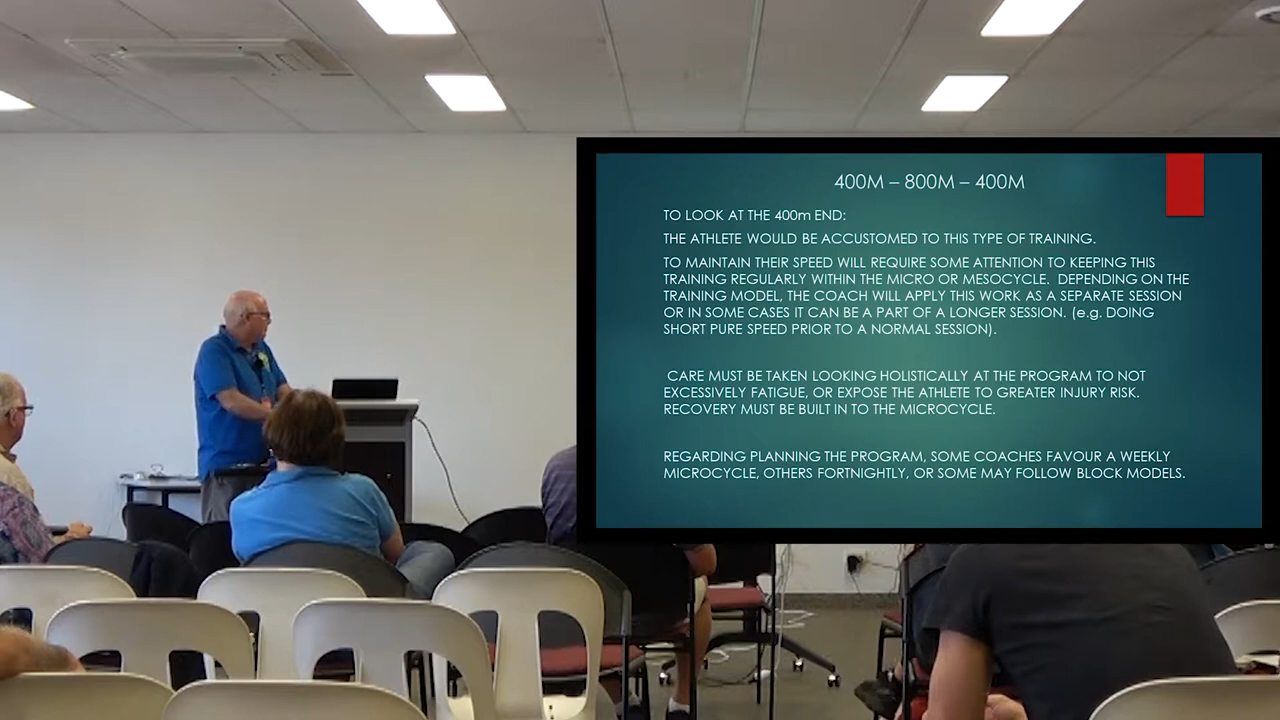 400M – 800M – 400M
TO LOOK AT THE 400m END:
THE ATHLETE WOULD BE ACCUSTOMED TO THIS TYPE OF TRAINING.
TO MAINTAIN THEIR SPEED WILL REQUIRE SOME ATTENTION TO KEEPING THIS
TRAINING REGULARLY WITHIN THE MICRO OR MESOCYCLE. DEPENDING ON THE
TRAINING MODEL, THE COACH WILL APPLY THIS WORK AS A SEPARATE SESSION
OR IN SOME CASES IT CAN BE A PART OF A LONGER SESSION. (e.g. DOING
SHORT PURE SPEED PRIOR TO A NORMAL SESSION).
CARE MUST BE TAKEN LOOKING HOLISTICALLY AT THE PROGRAM TO NOT
EXCESSIVELY FATIGUE, OR EXPOSE THE ATHLETE TO GREATER INJURY RISK.
RECOVERY MUST BE BUILT IN TO THE MICROCYCLE.
REGARDING PLANNING THE PROGRAM, SOME COACHES FAVOUR A WEEKLY
MICROCYCLE, OTHERS FORTNIGHTLY, OR SOME MAY FOLLOW BLOCK MODELS.